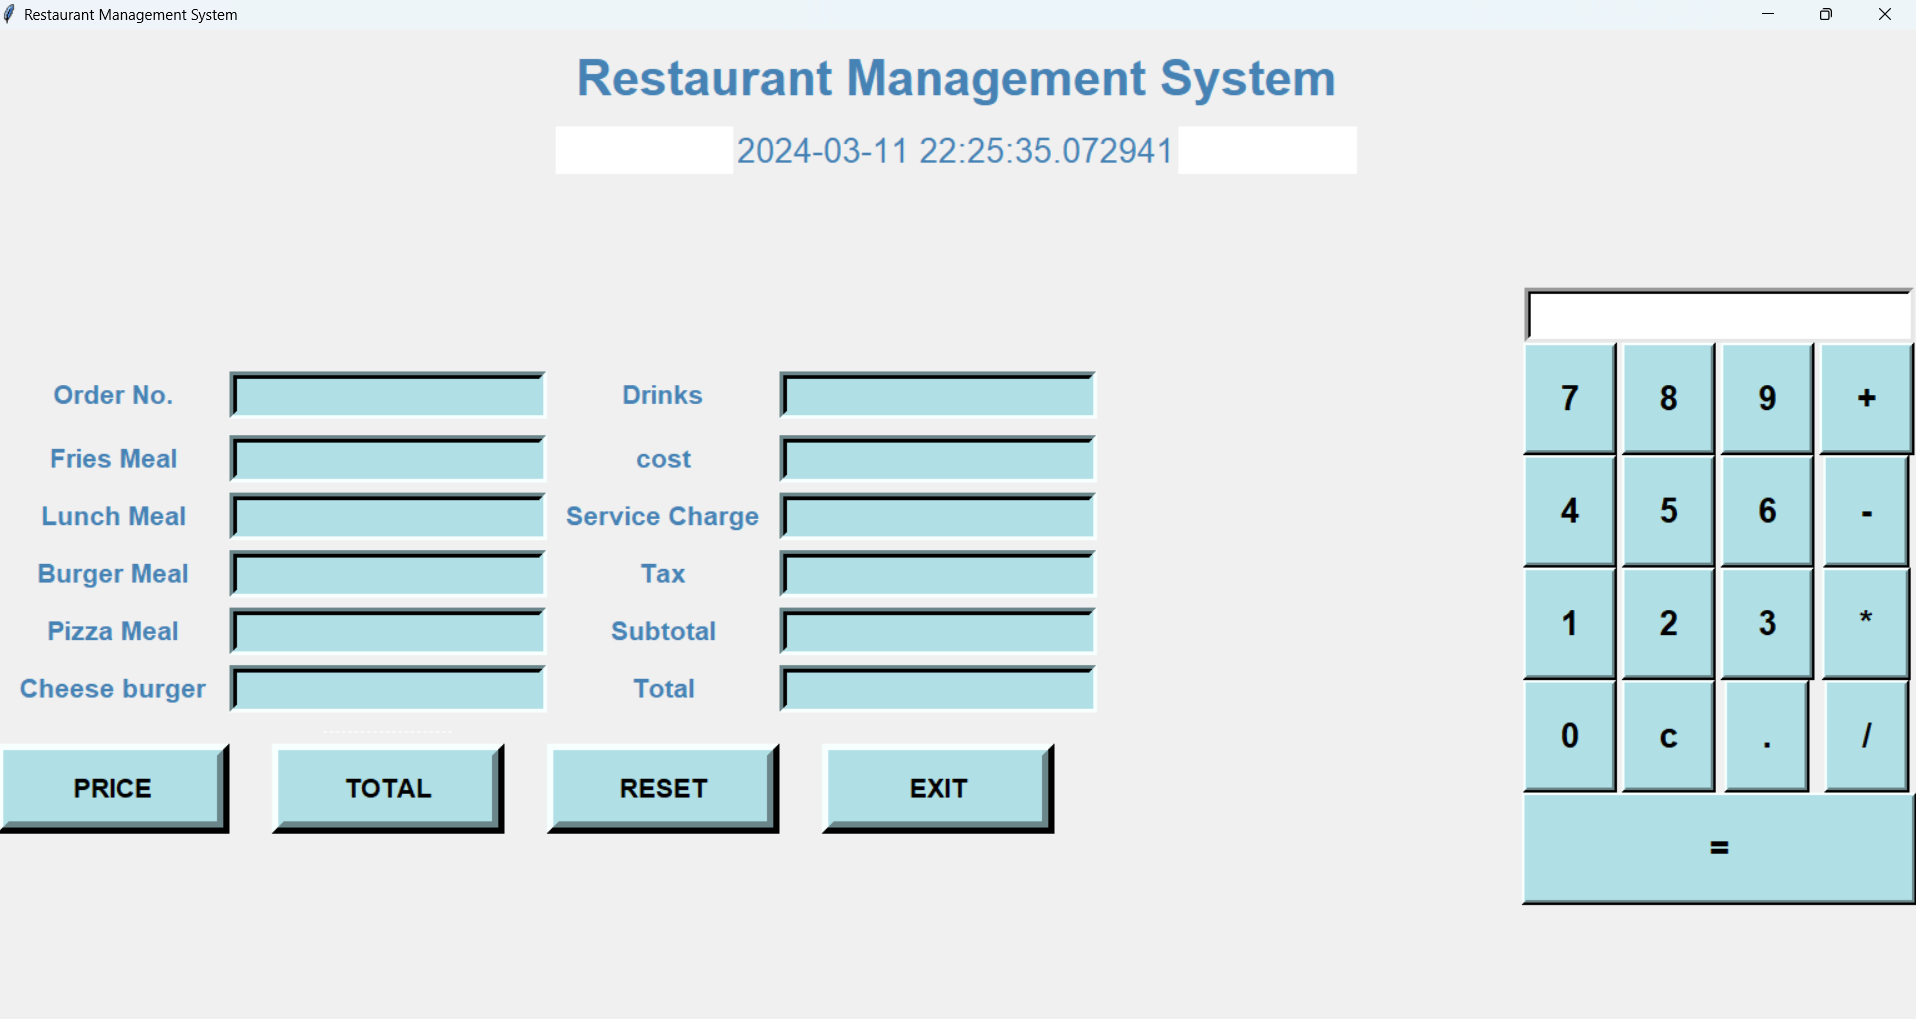 Restaurant Management System
Restaurant Management System
2024-03-11 22:25:35.072941
Order No.
Drinks
Fries Meal
cost
Lunch Meal
Service Charge
Burger Meal
Tax
Pizza Meal
Subtotal
Cheese burger
Total
PRICE TOTAL RESET EXIT
7 8 9 +
4 5 6 -
1 2 3 *
0 c . /
=